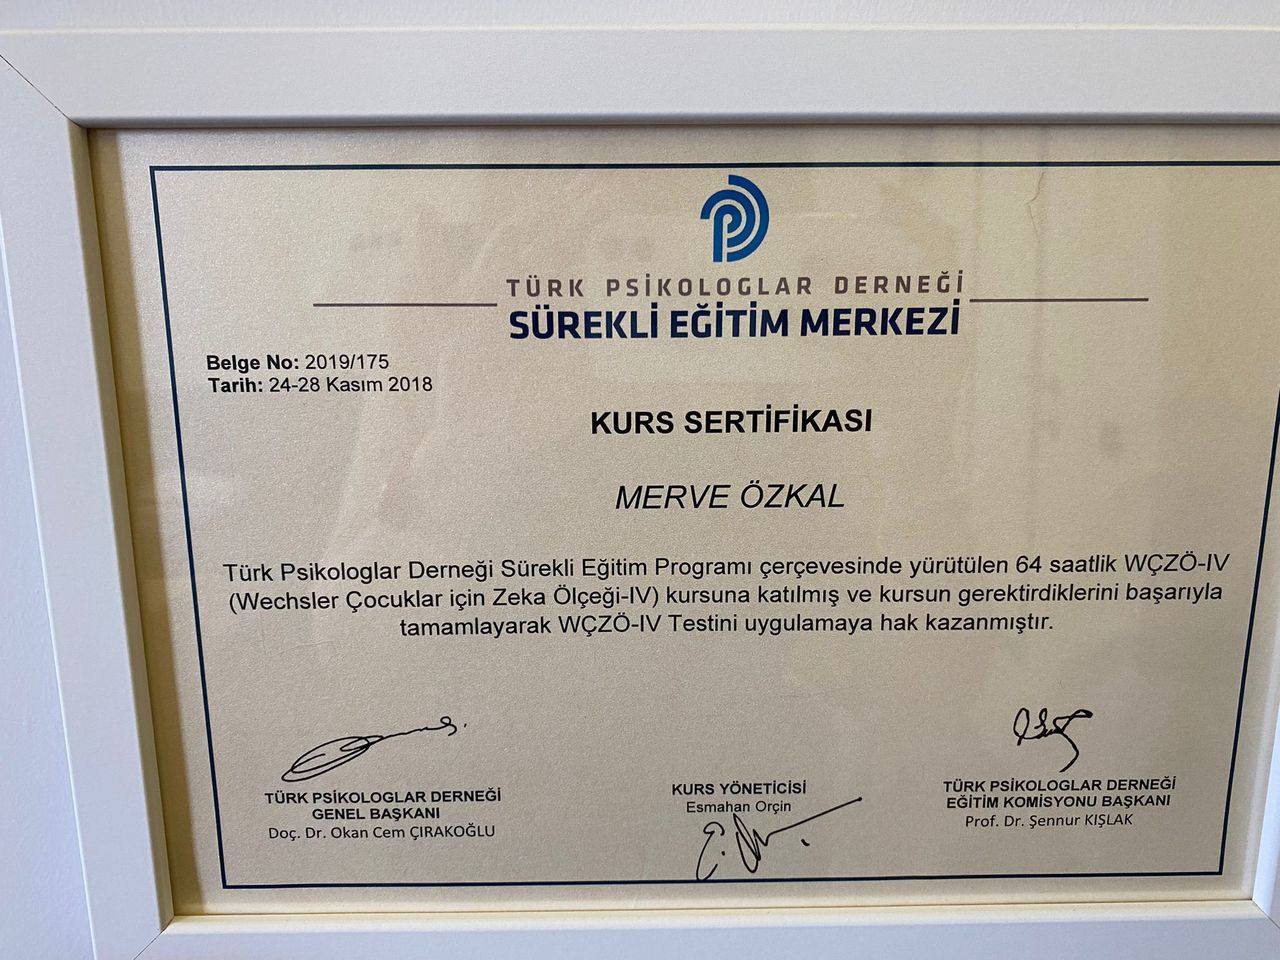 TÜRK PSİKOLOGLAR DERNEĞİ
SÜREKLİ EĞİTİM MERKEZİ
Belge No: 2019/175
Tarih: 24-28 Kasım 2018
KURS SERTİFİKASI
MERVE ÖZKAL
Türk Psikologlar Derneği Sürekli Eğitim Programı çerçevesinde yürütülen 64 saatlik WÇZÖ-IV
(Wechsler Çocuklar için Zeka Ölçeği-IV) kursuna katılmış ve kursun gerektirdiklerini başarıyla
tamamlayarak WÇZÖ-IV Testini uygulamaya hak kazanmıştır.
TÜRK PSİKOLOGLAR DERNEĞİ
GENEL BAŞKANI
Doç. Dr. Okan Cem ÇIRAKOĞLU
KURS YÖNETİCİSİ
Esmahan Orçin
TÜRK PSİKOLOGLAR DERNEĞİ
EĞİTİM KOMİSYONU BAŞKANI
Prof. Dr. Şennur KIŞLAK